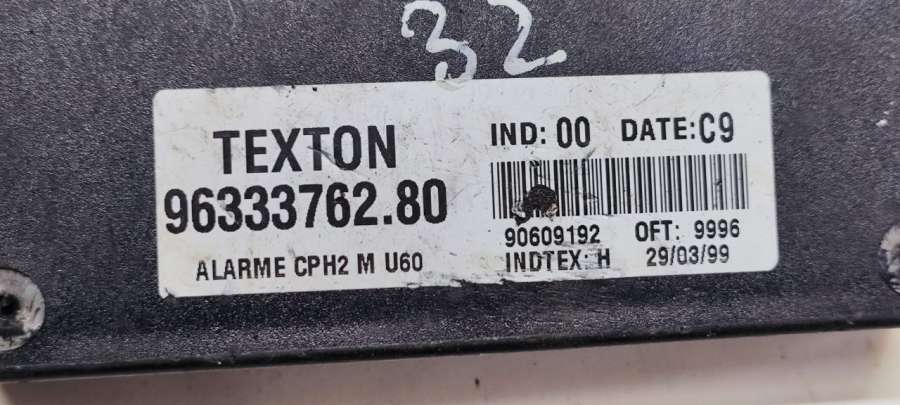 32
TEXTON
96333762.80
ALARME CPH2 M U60
IND: 00 DATE:C9
90609192 OFT: 9996
INDTEX: H 29/03/99